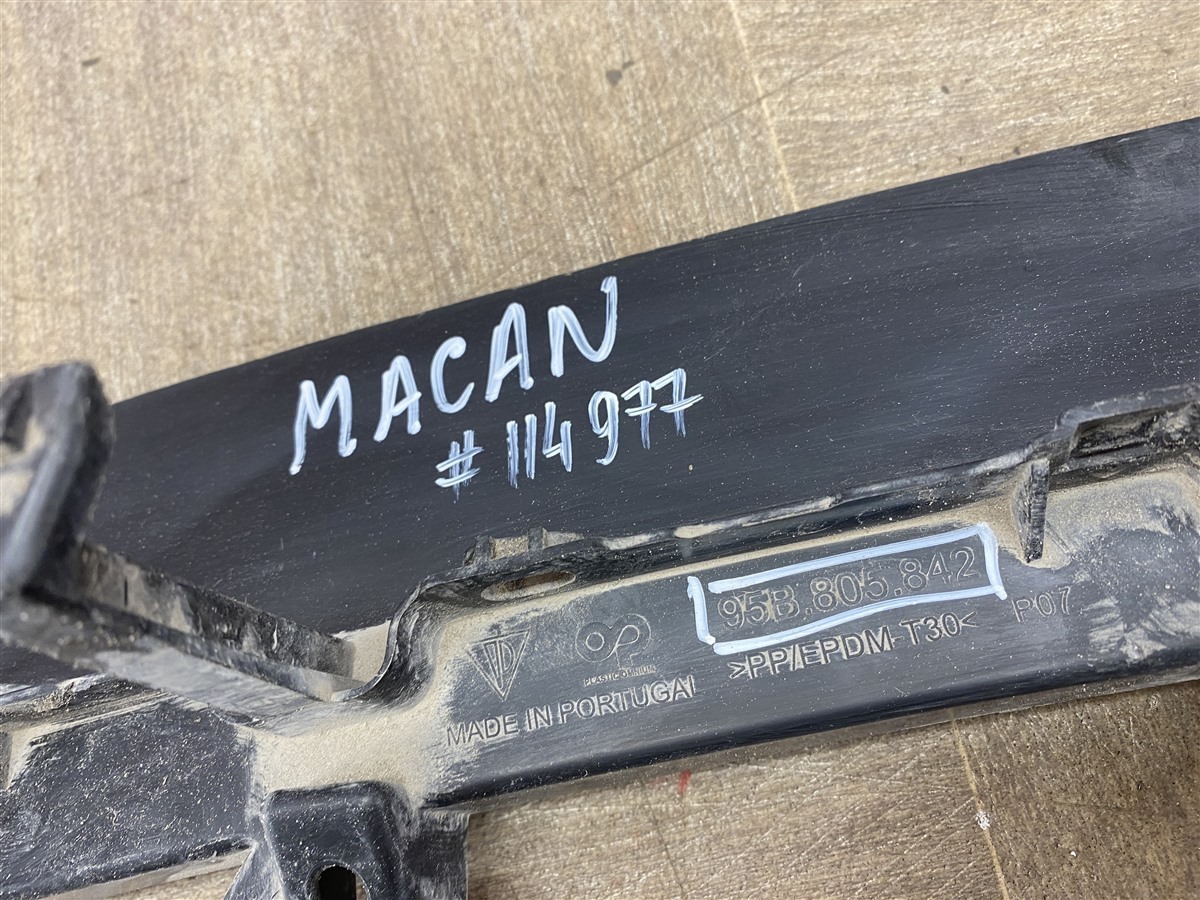 MACAN
#114977
95B.805.842
>PP/EPDM-T30< P07
PLASTIC OMNIUM
MADE IN PORTUGAL